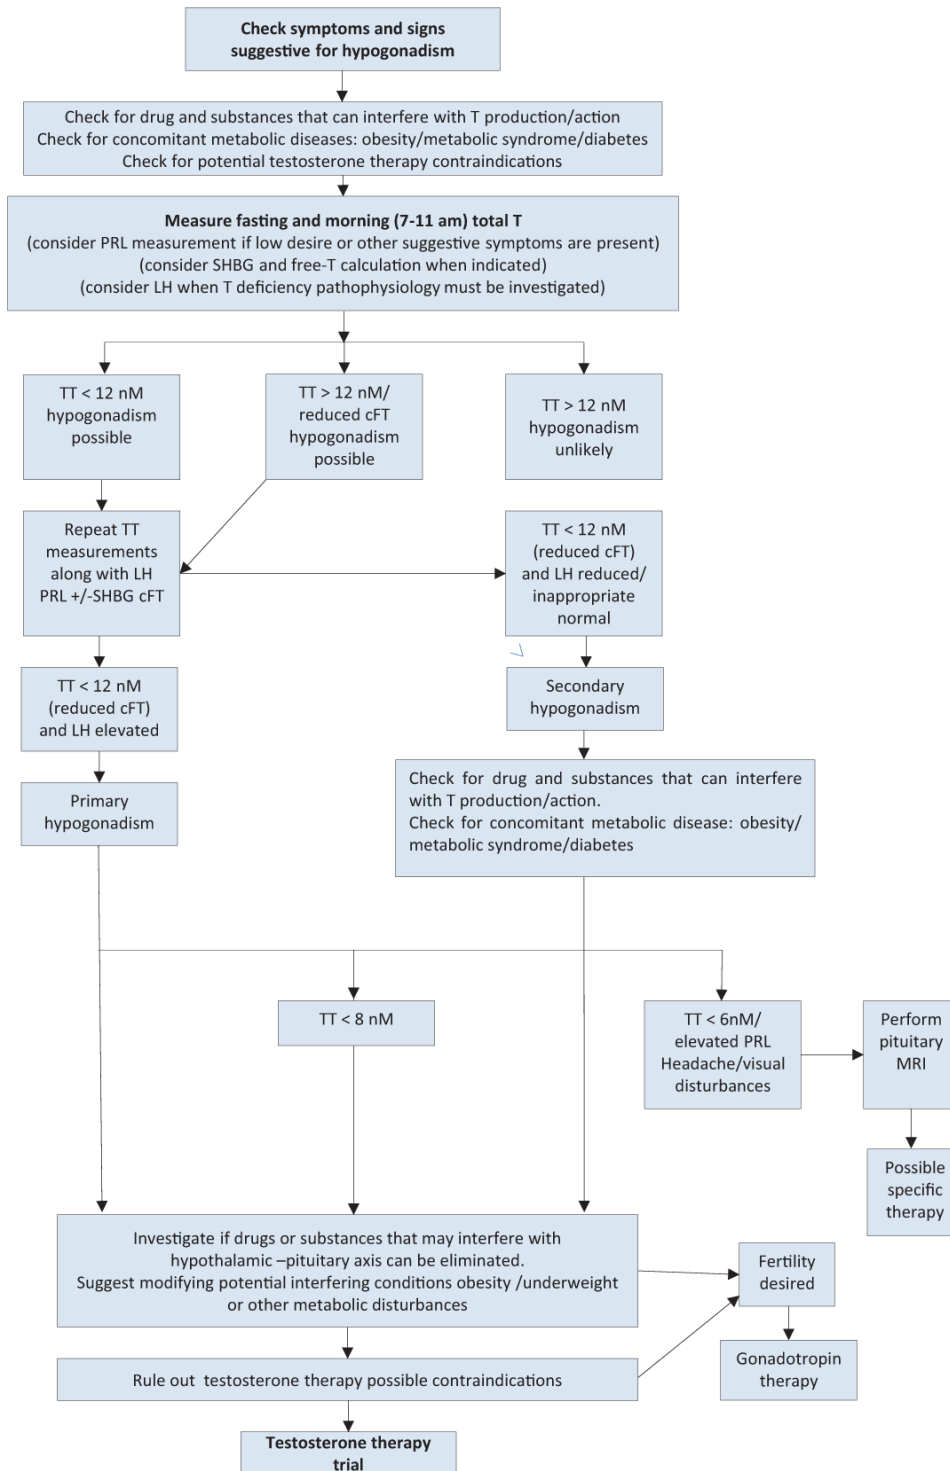 Check symptoms and signs
suggestive for hypogonadism
Check for drug and substances that can interfere with T production/action
Check for concomitant metabolic diseases: obesity/metabolic syndrome/diabetes
Check for potential testosterone therapy contraindications
Measure fasting and morning (7-11 am) total T
(consider PRL measurement if low desire or other suggestive symptoms are present)
(consider SHBG and free-T calculation when indicated)
(consider LH when T deficiency pathophysiology must be investigated)
TT < 12 nM
hypogonadism
possible
TT > 12 nM/
reduced cFT
hypogonadism
possible
TT > 12 nM
hypogonadism
unlikely
Repeat TT
measurements
along with LH
PRL +/-SHBG cFT
TT < 12 nM
(reduced cFT)
and LH reduced/
inappropriate
normal
TT < 12 nM
(reduced cFT)
and LH elevated
Secondary
hypogonadism
Primary
hypogonadism
Check for drug and substances that can interfere
with T production/action.
Check for concomitant metabolic disease: obesity/
metabolic syndrome/diabetes
TT < 8 nM
TT < 6nM/
elevated PRL
Headache/visual
disturbances
Perform
pituitary
MRI
Possible
specific
therapy
Investigate if drugs or substances that may interfere with
hypothalamic –pituitary axis can be eliminated.
Suggest modifying potential interfering conditions obesity /underweight
or other metabolic disturbances
Fertility
desired
Gonadotropin
therapy
Rule out testosterone therapy possible contraindications
Testosterone therapy
trial